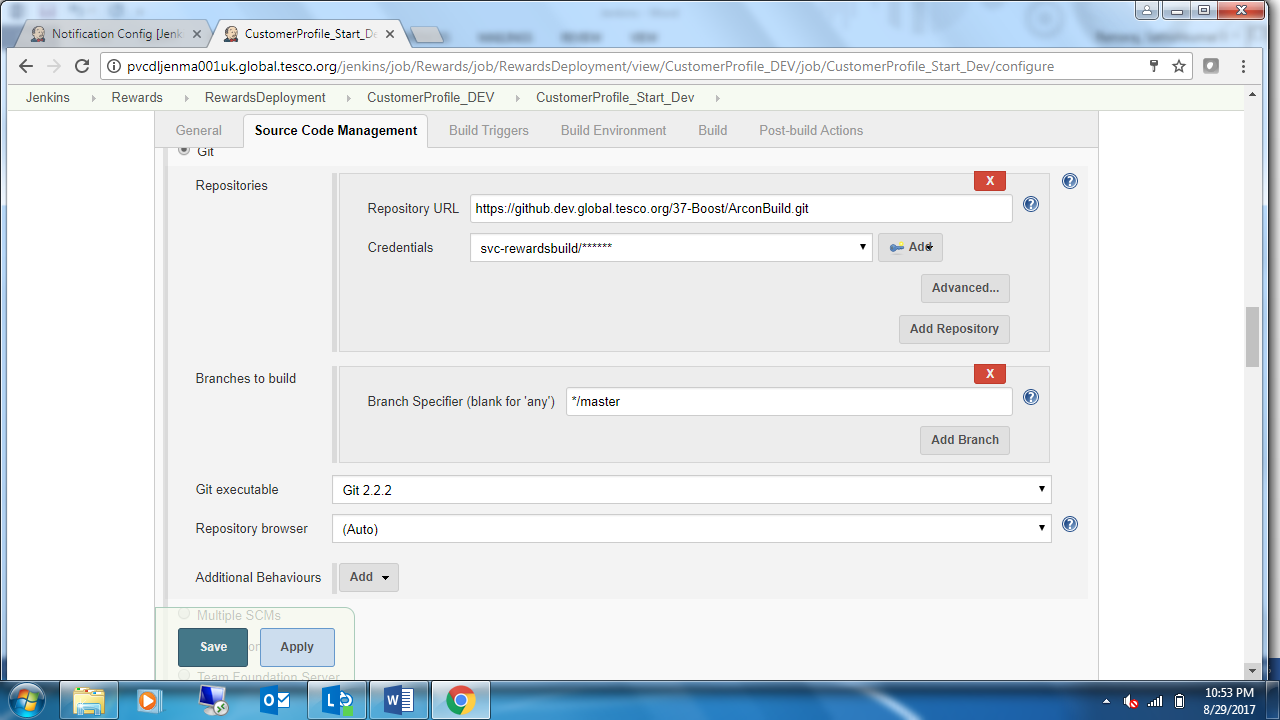 Notification Config [Jenk
CustomerProfile_Start_De
pvcdljenma001uk.global.tesco.org/jenkins/job/Rewards/job/RewardsDeployment/view/CustomerProfile_DEV/job/CustomerProfile_Start_Dev/configure
Jenkins Rewards RewardsDeployment CustomerProfile_DEV CustomerProfile_Start_Dev
General Source Code Management Build Triggers Build Environment Build Post-build Actions
Git
Repositories
X
Repository URL https://github.dev.global.tesco.org/37-Boost/ArconBuild.git
Credentials svc-rewardsbuild/****** Add
Advanced...
Add Repository
Branches to build
X
Branch Specifier (blank for 'any') */master
Add Branch
Git executable Git 2.2.2
Repository browser (Auto)
Additional Behaviours Add
Multiple SCMs
Save Apply
Team Foundation Server
10:53 PM
8/29/2017